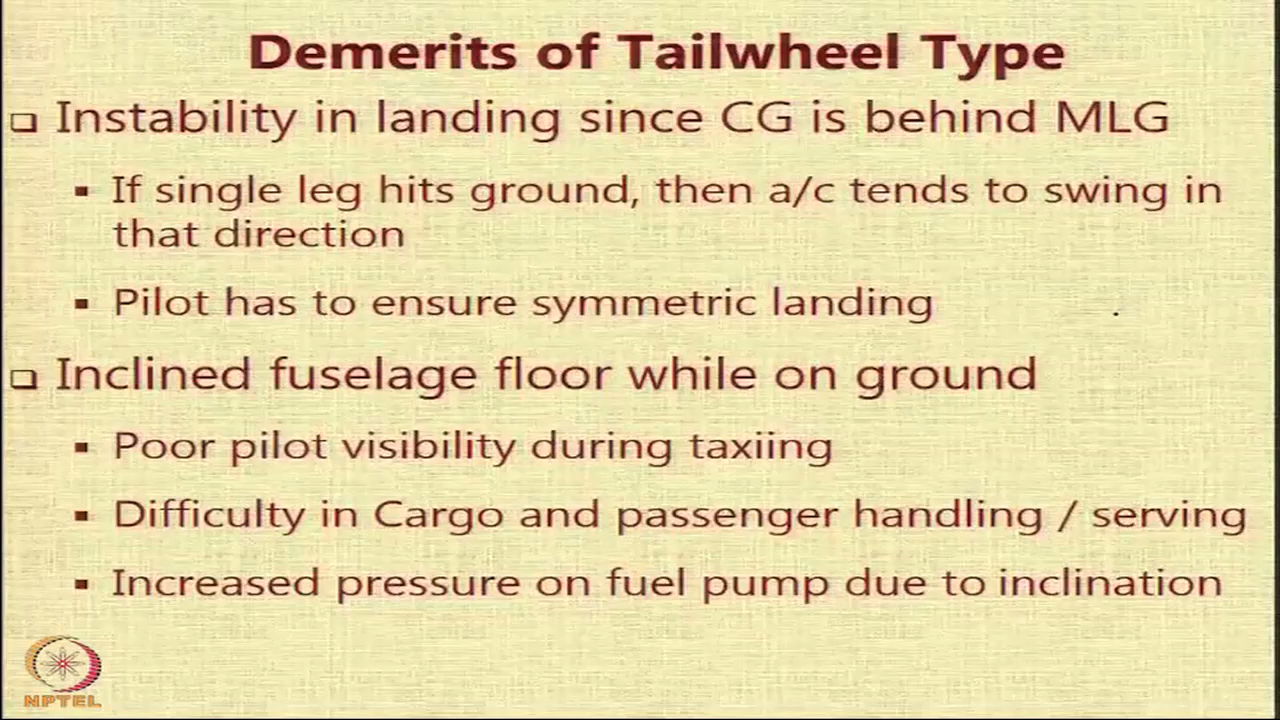 Demerits of Tailwheel Type
Instability in landing since CG is behind MLG
If single leg hits ground, then a/c tends to swing in
that direction
Pilot has to ensure symmetric landing
Inclined fuselage floor while on ground
Poor pilot visibility during taxiing
Difficulty in Cargo and passenger handling / serving
Increased pressure on fuel pump due to inclination
NPTEL